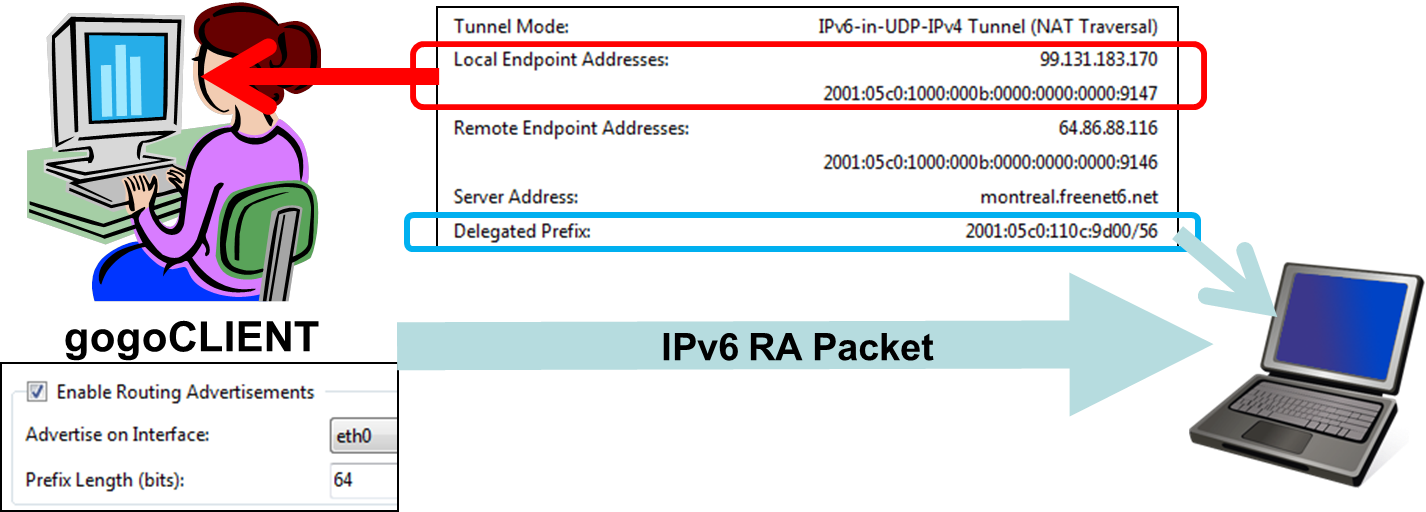 Tunnel Mode: IPv6-in-UDP-IPv4 Tunnel (NAT Traversal)
Local Endpoint Addresses: 99.131.183.170
2001:05c0:1000:000b:0000:0000:0000:9147
Remote Endpoint Addresses: 64.86.88.116
2001:05c0:1000:000b:0000:0000:0000:9146
Server Address: montreal.freenet6.net
Delegated Prefix: 2001:05c0:110c:9d00/56
gogoCLIENT
IPv6 RA Packet
Enable Routing Advertisements
Advertise on Interface: eth0
Prefix Length (bits): 64